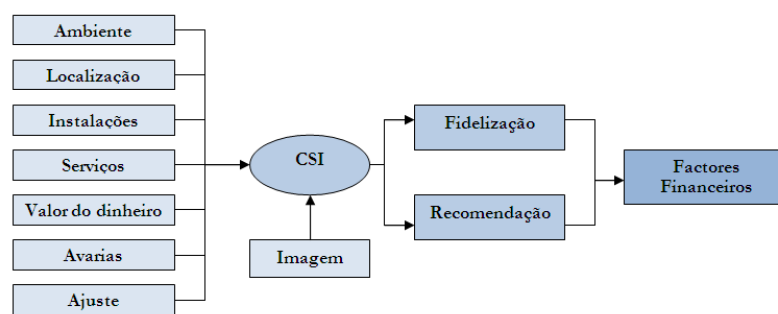 Ambiente
Localização
Instalações
Serviços
Valor do dinheiro
Avarias
Ajuste
CSI
Imagem
Fidelização
Recomendação
Factores
Financeiros